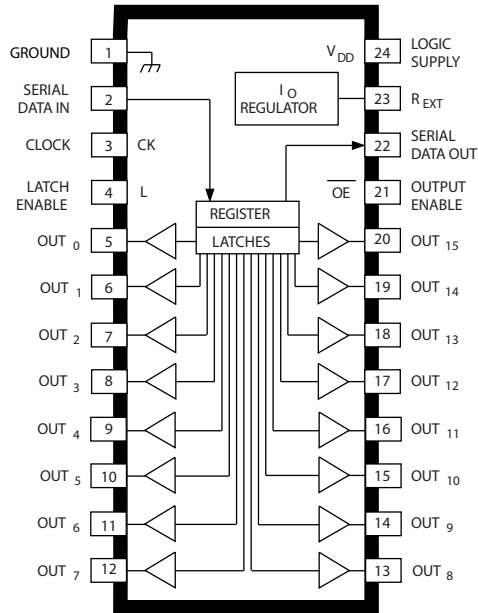 GROUND 1
SERIAL
DATA IN 2
CLOCK 3 CK
LATCH
ENABLE 4 L
OUT 0 5
OUT 1 6
OUT 2 7
OUT 3 8
OUT 4 9
OUT 5 10
OUT 6 11
OUT 7 12
I O
REGULATOR
REGISTER
LATCHES
V DD 24 LOGIC
SUPPLY
23 R EXT
22 SERIAL
DATA OUT
OE 21 OUTPUT
ENABLE
20 OUT 15
19 OUT 14
18 OUT 13
17 OUT 12
16 OUT 11
15 OUT 10
14 OUT 9
13 OUT 8